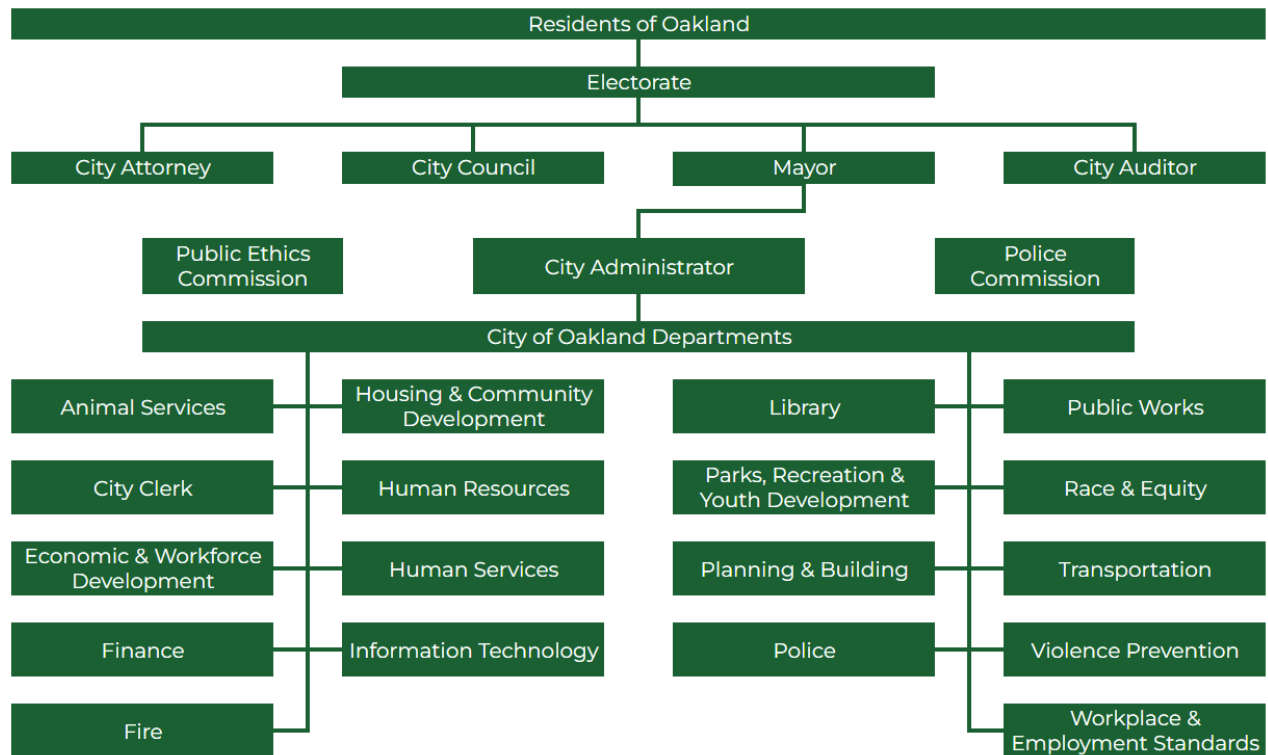 Residents of Oakland
Electorate
City Attorney
City Council
Mayor
City Auditor
Public Ethics
Commission
City Administrator
Police
Commission
City of Oakland Departments
Animal Services
Housing & Community
Development
Library
Public Works
City Clerk
Human Resources
Parks, Recreation &
Youth Development
Race & Equity
Economic & Workforce
Development
Human Services
Planning & Building
Transportation
Finance
Information Technology
Police
Violence Prevention
Fire
Workplace &
Employment Standards